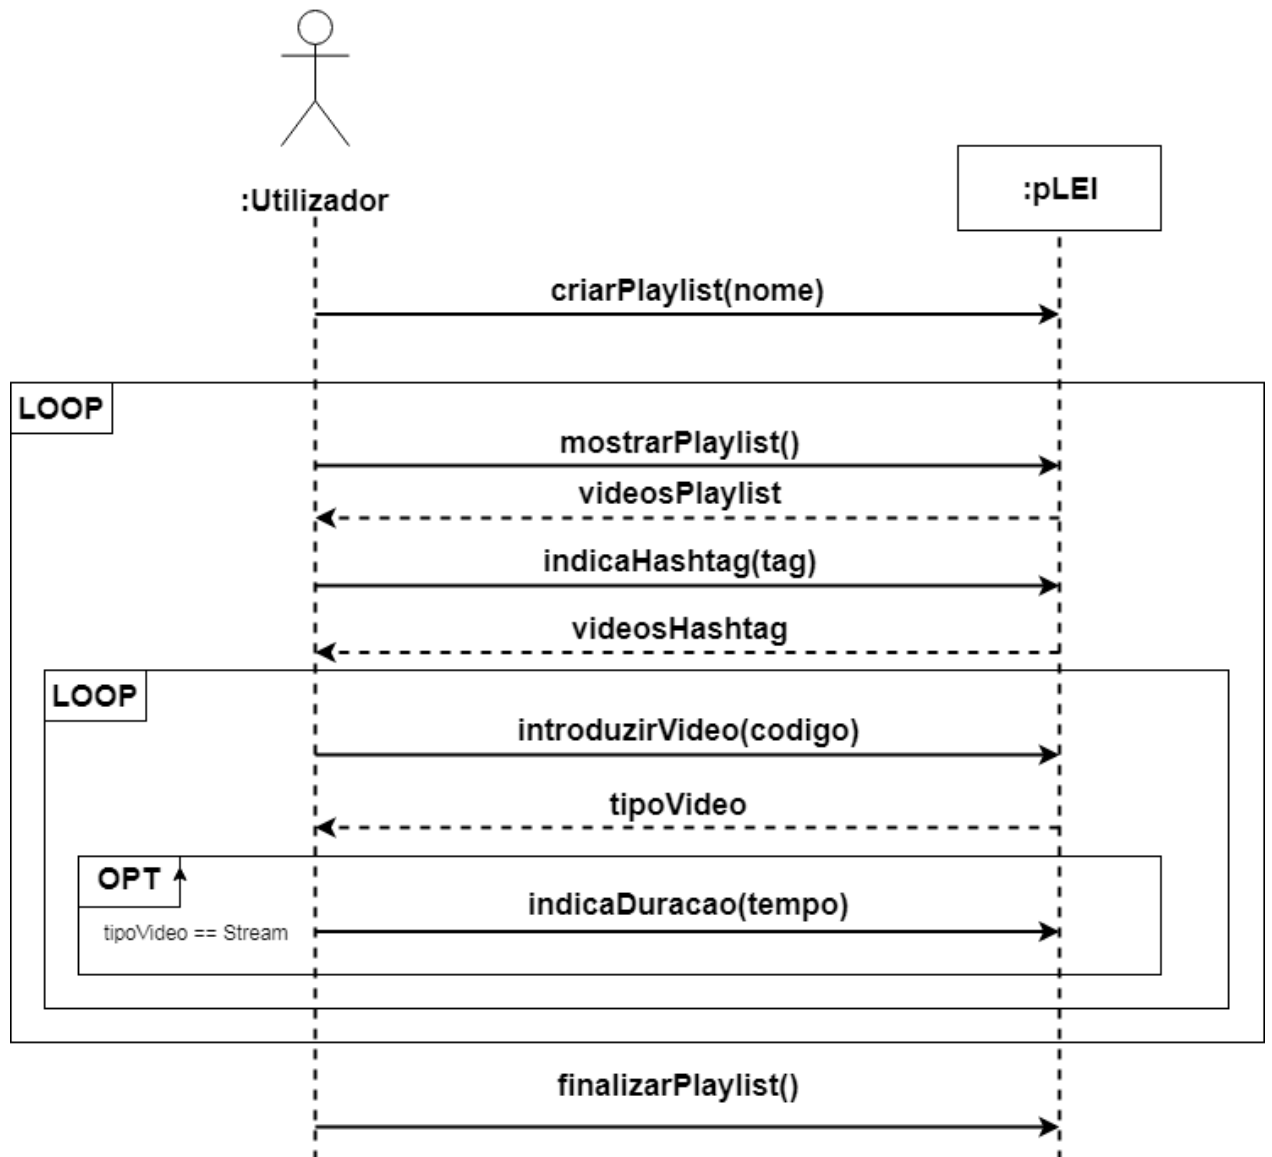 :Utilizador
:pLEI
criarPlaylist(nome)
LOOP
mostrarPlaylist()
videosPlaylist
indicaHashtag(tag)
videosHashtag
LOOP
introduzirVideo(codigo)
tipoVideo
OPT
indicaDuracao(tempo)
tipoVideo == Stream
finalizarPlaylist()